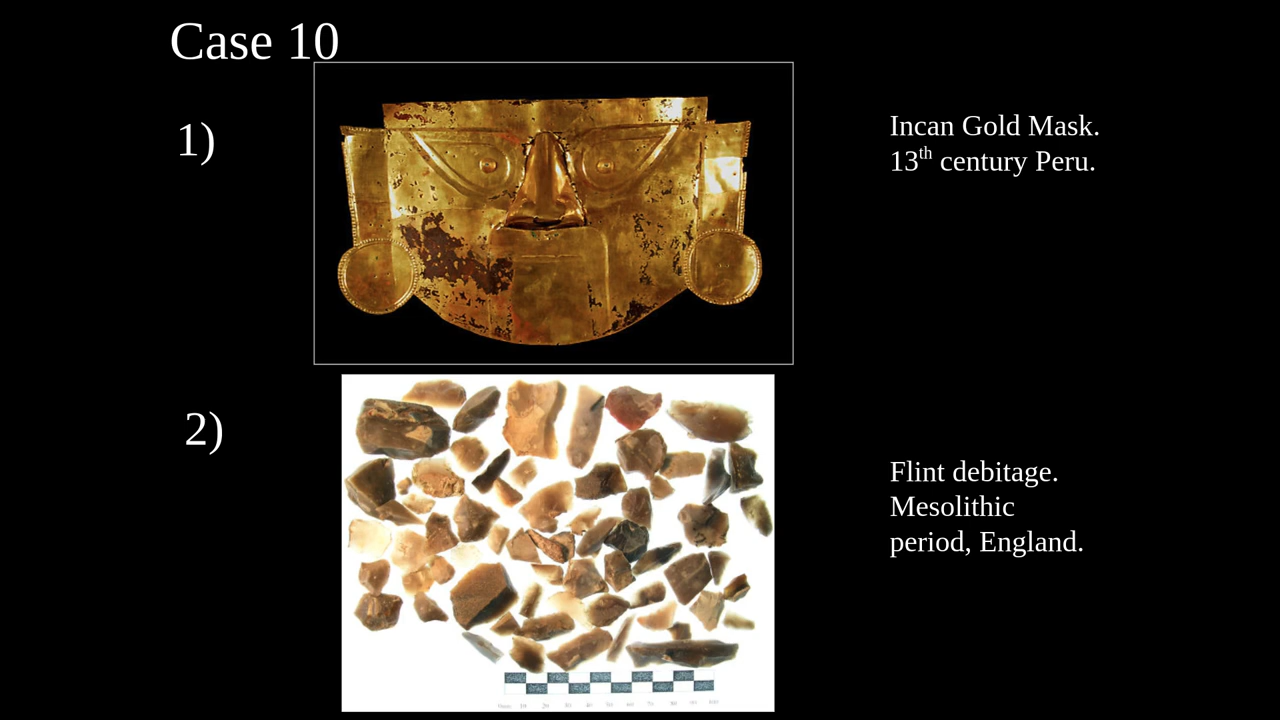 Case 10
1)
Incan Gold Mask.
13th century Peru.
2)
Flint debitage.
Mesolithic
period, England.